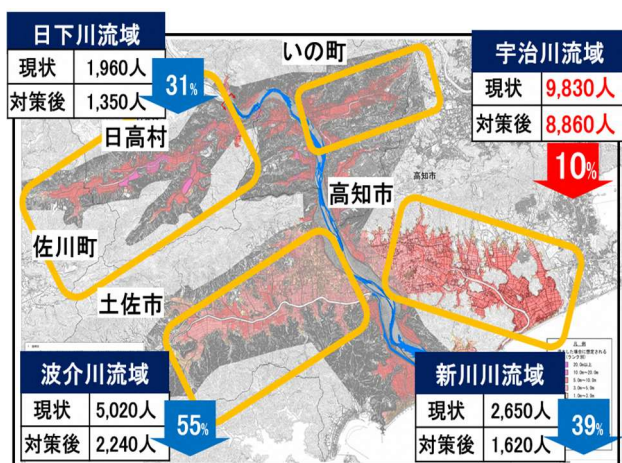 日下川流域
現状 1,960人
対策後 1,350人
31%
いの町
宇治川流域
現状 9,830人
対策後 8,860人
10%
日高村
高知市
高知市
佐川町
土佐市
波介川流域
現状 5,020人
対策後 2,240人
55%
新川川流域
現状 2,650人
対策後 1,620人
39%
凡例